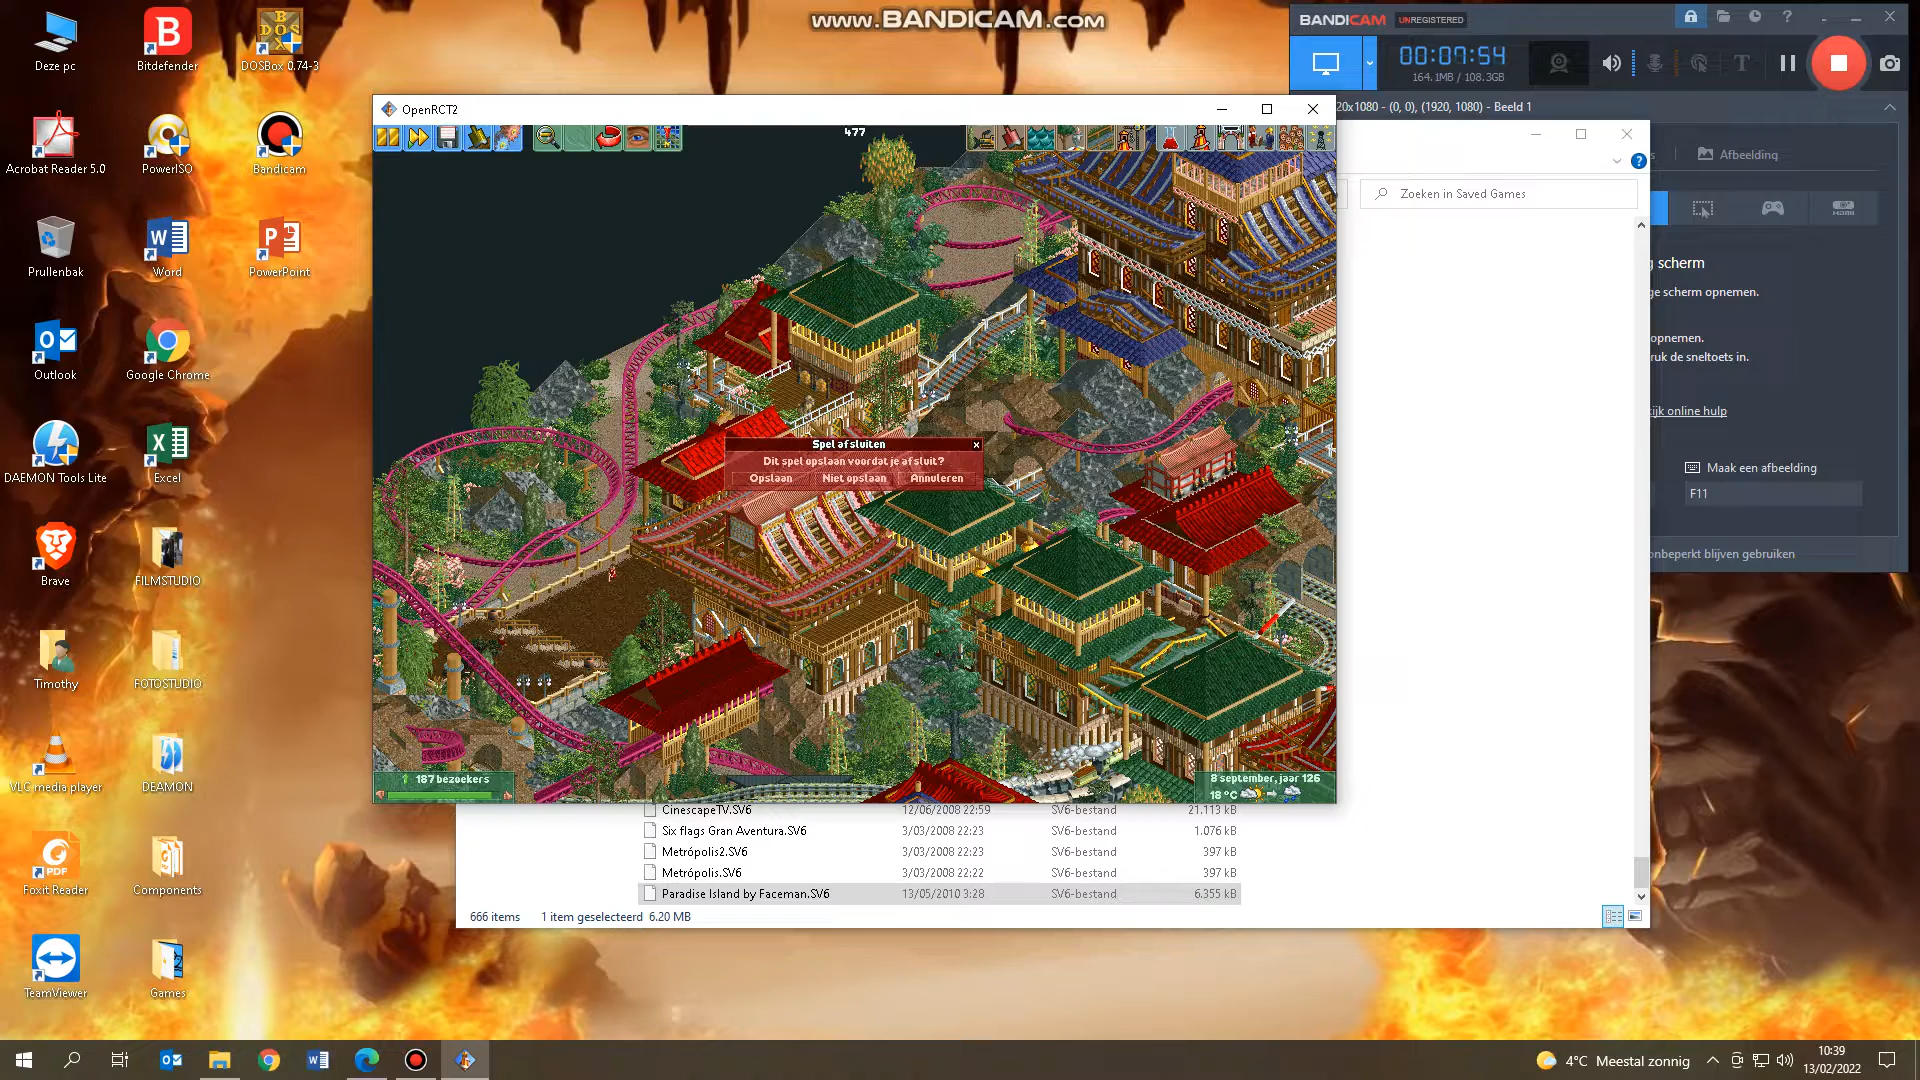 www.BANDICAM.com
BANDICAM UNREGISTERED
00:07:54
164.1MB / 108.3GB
20x1080 - (0, 0), (1920, 1080) - Beeld 1
Afbeelding
Zoeken in Saved Games
scherm
ge scherm opnemen.
opnemen.
ruk de sneltoets in.
kijk online hulp
Maak een afbeelding
F11
onbeperkt blijven gebruiken
OpenRCT2
477
Spel afsluiten
Dit spel opslaan voordat je afsluit?
Opslaan Niet opslaan Annuleren
187 bezoekers
8 september, jaar 126
18 °C
CinescapeTV.SV6 12/06/2008 22:59 SV6-bestand 21.113 kB
Six flags Gran Aventura.SV6 3/03/2008 22:23 SV6-bestand 1.076 kB
Metrópolis2.SV6 3/03/2008 22:23 SV6-bestand 397 kB
Metrópolis.SV6 3/03/2008 22:22 SV6-bestand 397 kB
Paradise Island by Faceman.SV6 13/05/2010 3:28 SV6-bestand 6.355 kB
666 items 1 item geselecteerd 6.20 MB
Deze pc
Bitdefender
DOSBox 0.74-3
Acrobat Reader 5.0
PowerISO
Bandicam
Prullenbak
Word
PowerPoint
Outlook
Google Chrome
DAEMON Tools Lite
Excel
Brave
FILMSTUDIO
Timothy
FOTOSTUDIO
VLC media player
DEAMON
Foxit Reader
Components
TeamViewer
Games
4°C Meestal zonnig
10:39
13/02/2022